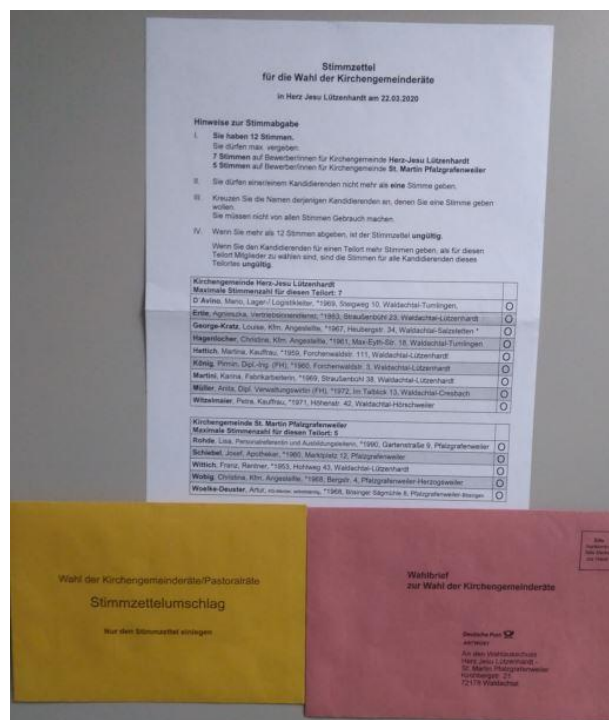 Stimmzettel
für die Wahl der Kirchengemeinderäte
in Herz Jesu Lützenhardt am 22.03.2020
Hinweise zur Stimmabgabe
I. Sie haben 12 Stimmen.
Sie dürfen max. vergeben:
7 Stimmen auf Bewerber/innen für Kirchengemeinde Herz-Jesu Lützenhardt
5 Stimmen auf Bewerber/innen für Kirchengemeinde St. Martin Pfalzgrafenweiler
II. Sie dürfen einer/einem Kandidierenden nicht mehr als eine Stimme geben.
III. Kreuzen Sie die Namen derjenigen Kandidierenden an, denen Sie eine Stimme geben
wollen.
Sie müssen nicht von allen Stimmen Gebrauch machen.
IV. Wenn Sie mehr als 12 Stimmen abgeben, ist der Stimmzettel ungültig.
Wenn Sie den Kandidierenden für einen Teilort mehr Stimmen geben, als für diesen
Teilort Mitglieder zu wählen sind, sind die Stimmen für alle Kandidierenden dieses
Teilortes ungültig.
Kirchengemeinde Herz-Jesu Lützenhardt
Maximale Stimmenzahl für diesen Teilort: 7
D'Avino, Mario, Lager-/ Logistikleiter, *1969, Steigweg 10, Waldachtal-Tumlingen,
Ertle, Agnieszka, Vertriebsinnendienst, *1983, Straußenbühl 23, Waldachtal-Lützenhardt
George-Kratz, Louise, Kfm. Angestellte, *1967, Heubergstr. 34, Waldachtal-Salzstetten *
Hagenlocher, Christine, Kfm. Angestellte, *1961, Max-Eyth-Str. 18, Waldachtal-Tumlingen
Hettich, Martina, Kauffrau, *1959, Forchenwaldstr. 111, Waldachtal-Lützenhardt
König, Pirmin, Dipl.-Ing. (FH), *1960, Forchenwaldstr. 3, Waldachtal-Lützenhardt
Martini, Karina, Fabrikarbeiterin, *1969, Straußenbühl 38, Waldachtal-Lützenhardt
Müller, Anita, Dipl. Verwaltungswirtin (FH), *1972, Im Talblick 13, Waldachtal-Cresbach
Witzelmaier, Petra, Kauffrau, *1971, Höhenstr. 42, Waldachtal-Hörschweiler
Kirchengemeinde St. Martin Pfalzgrafenweiler
Maximale Stimmenzahl für diesen Teilort: 5
Rohde, Lisa, Personalreferentin und Ausbildungsleiterin, *1990, Gartenstraße 9, Pfalzgrafenweiler
Schiebel, Josef, Apotheker, *1960, Marktplatz 12, Pfalzgrafenweiler
Wittich, Franz, Rentner, *1953, Hohlweg 43, Waldachtal-Lützenhardt
Wobig, Christina, Kfm. Angestellte, *1968, Bergstr. 4, Pfalzgrafenweiler-Herzogsweiler
Woelke-Deuster, Artur, *1968, Bösinger Sägmühle 8, Pfalzgrafenweiler-Bösingen
Wahl der Kirchengemeinderäte/Pastoralräte
Stimmzettelumschlag
Nur den Stimmzettel einlegen
Wahlbrief
zur Wahl der Kirchengemeinderäte
Deutsche Post
ANTWORT
An den Wahlausschuss
Herz Jesu Lützenhardt -
St. Martin Pfalzgrafenweiler
Kirchbergstr. 21
72178 Waldachtal